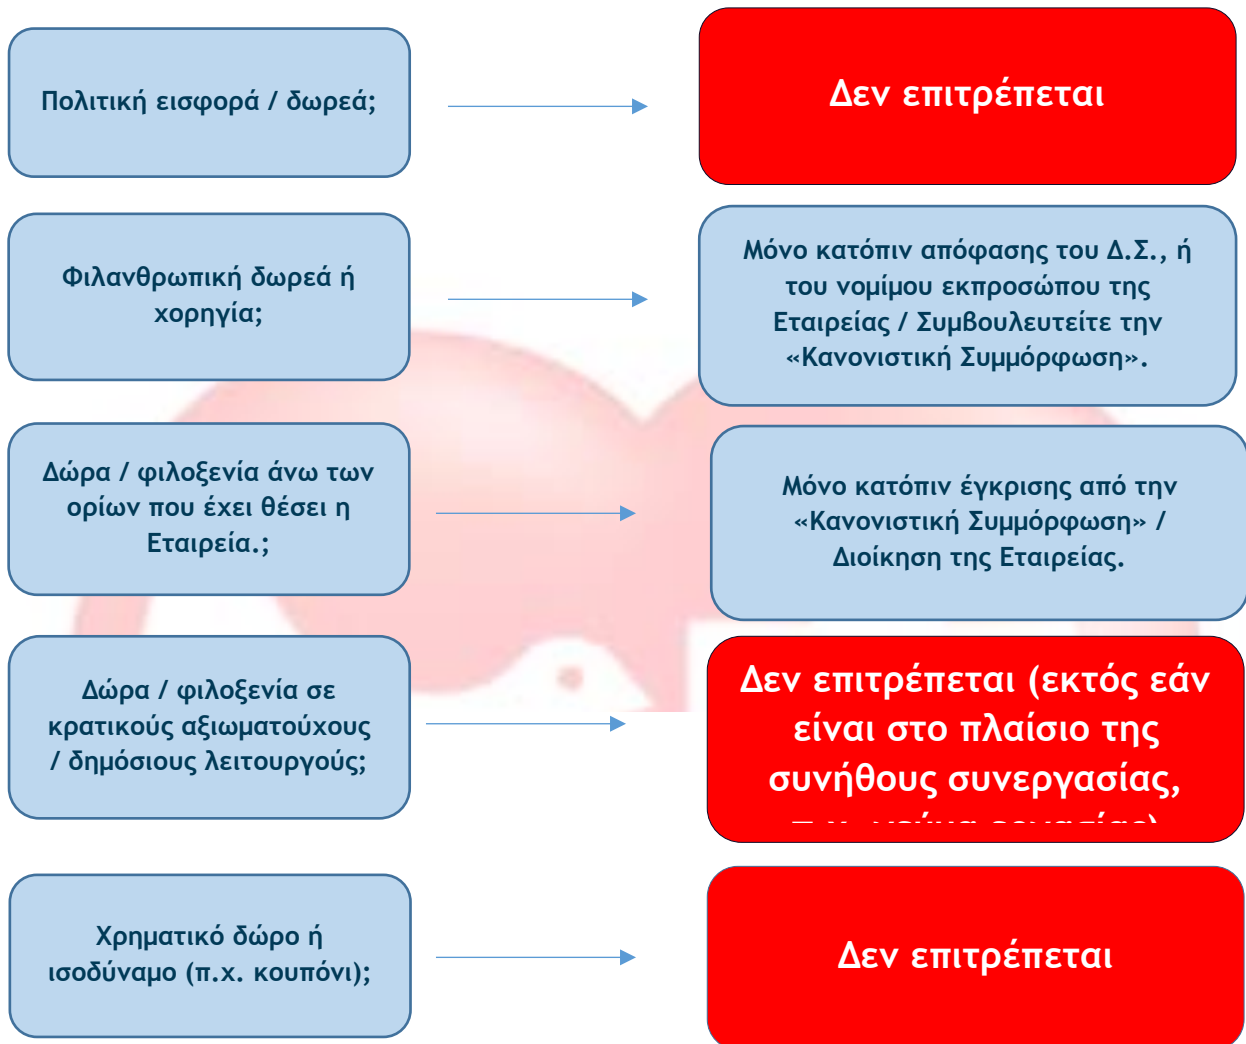 Πολιτική εισφορά / δωρεά;
Δεν επιτρέπεται
Φιλανθρωπική δωρεά ή
χορηγία;
Μόνο κατόπιν απόφασης του Δ.Σ., ή
του νομίμου εκπροσώπου της
Εταιρείας / Συμβουλευτείτε την
«Κανονιστική Συμμόρφωση».
Δώρα / φιλοξενία άνω των
ορίων που έχει θέσει η
Εταιρεία.;
Μόνο κατόπιν έγκρισης από την
«Κανονιστική Συμμόρφωση» /
Διοίκηση της Εταιρείας.
Δώρα / φιλοξενία σε
κρατικούς αξιωματούχους
/ δημόσιους λειτουργούς;
Δεν επιτρέπεται (εκτός εάν
είναι στο πλαίσιο της
συνήθους συνεργασίας,
Χρηματικό δώρο ή
ισοδύναμο (π.χ. κουπόνι);
Δεν επιτρέπεται